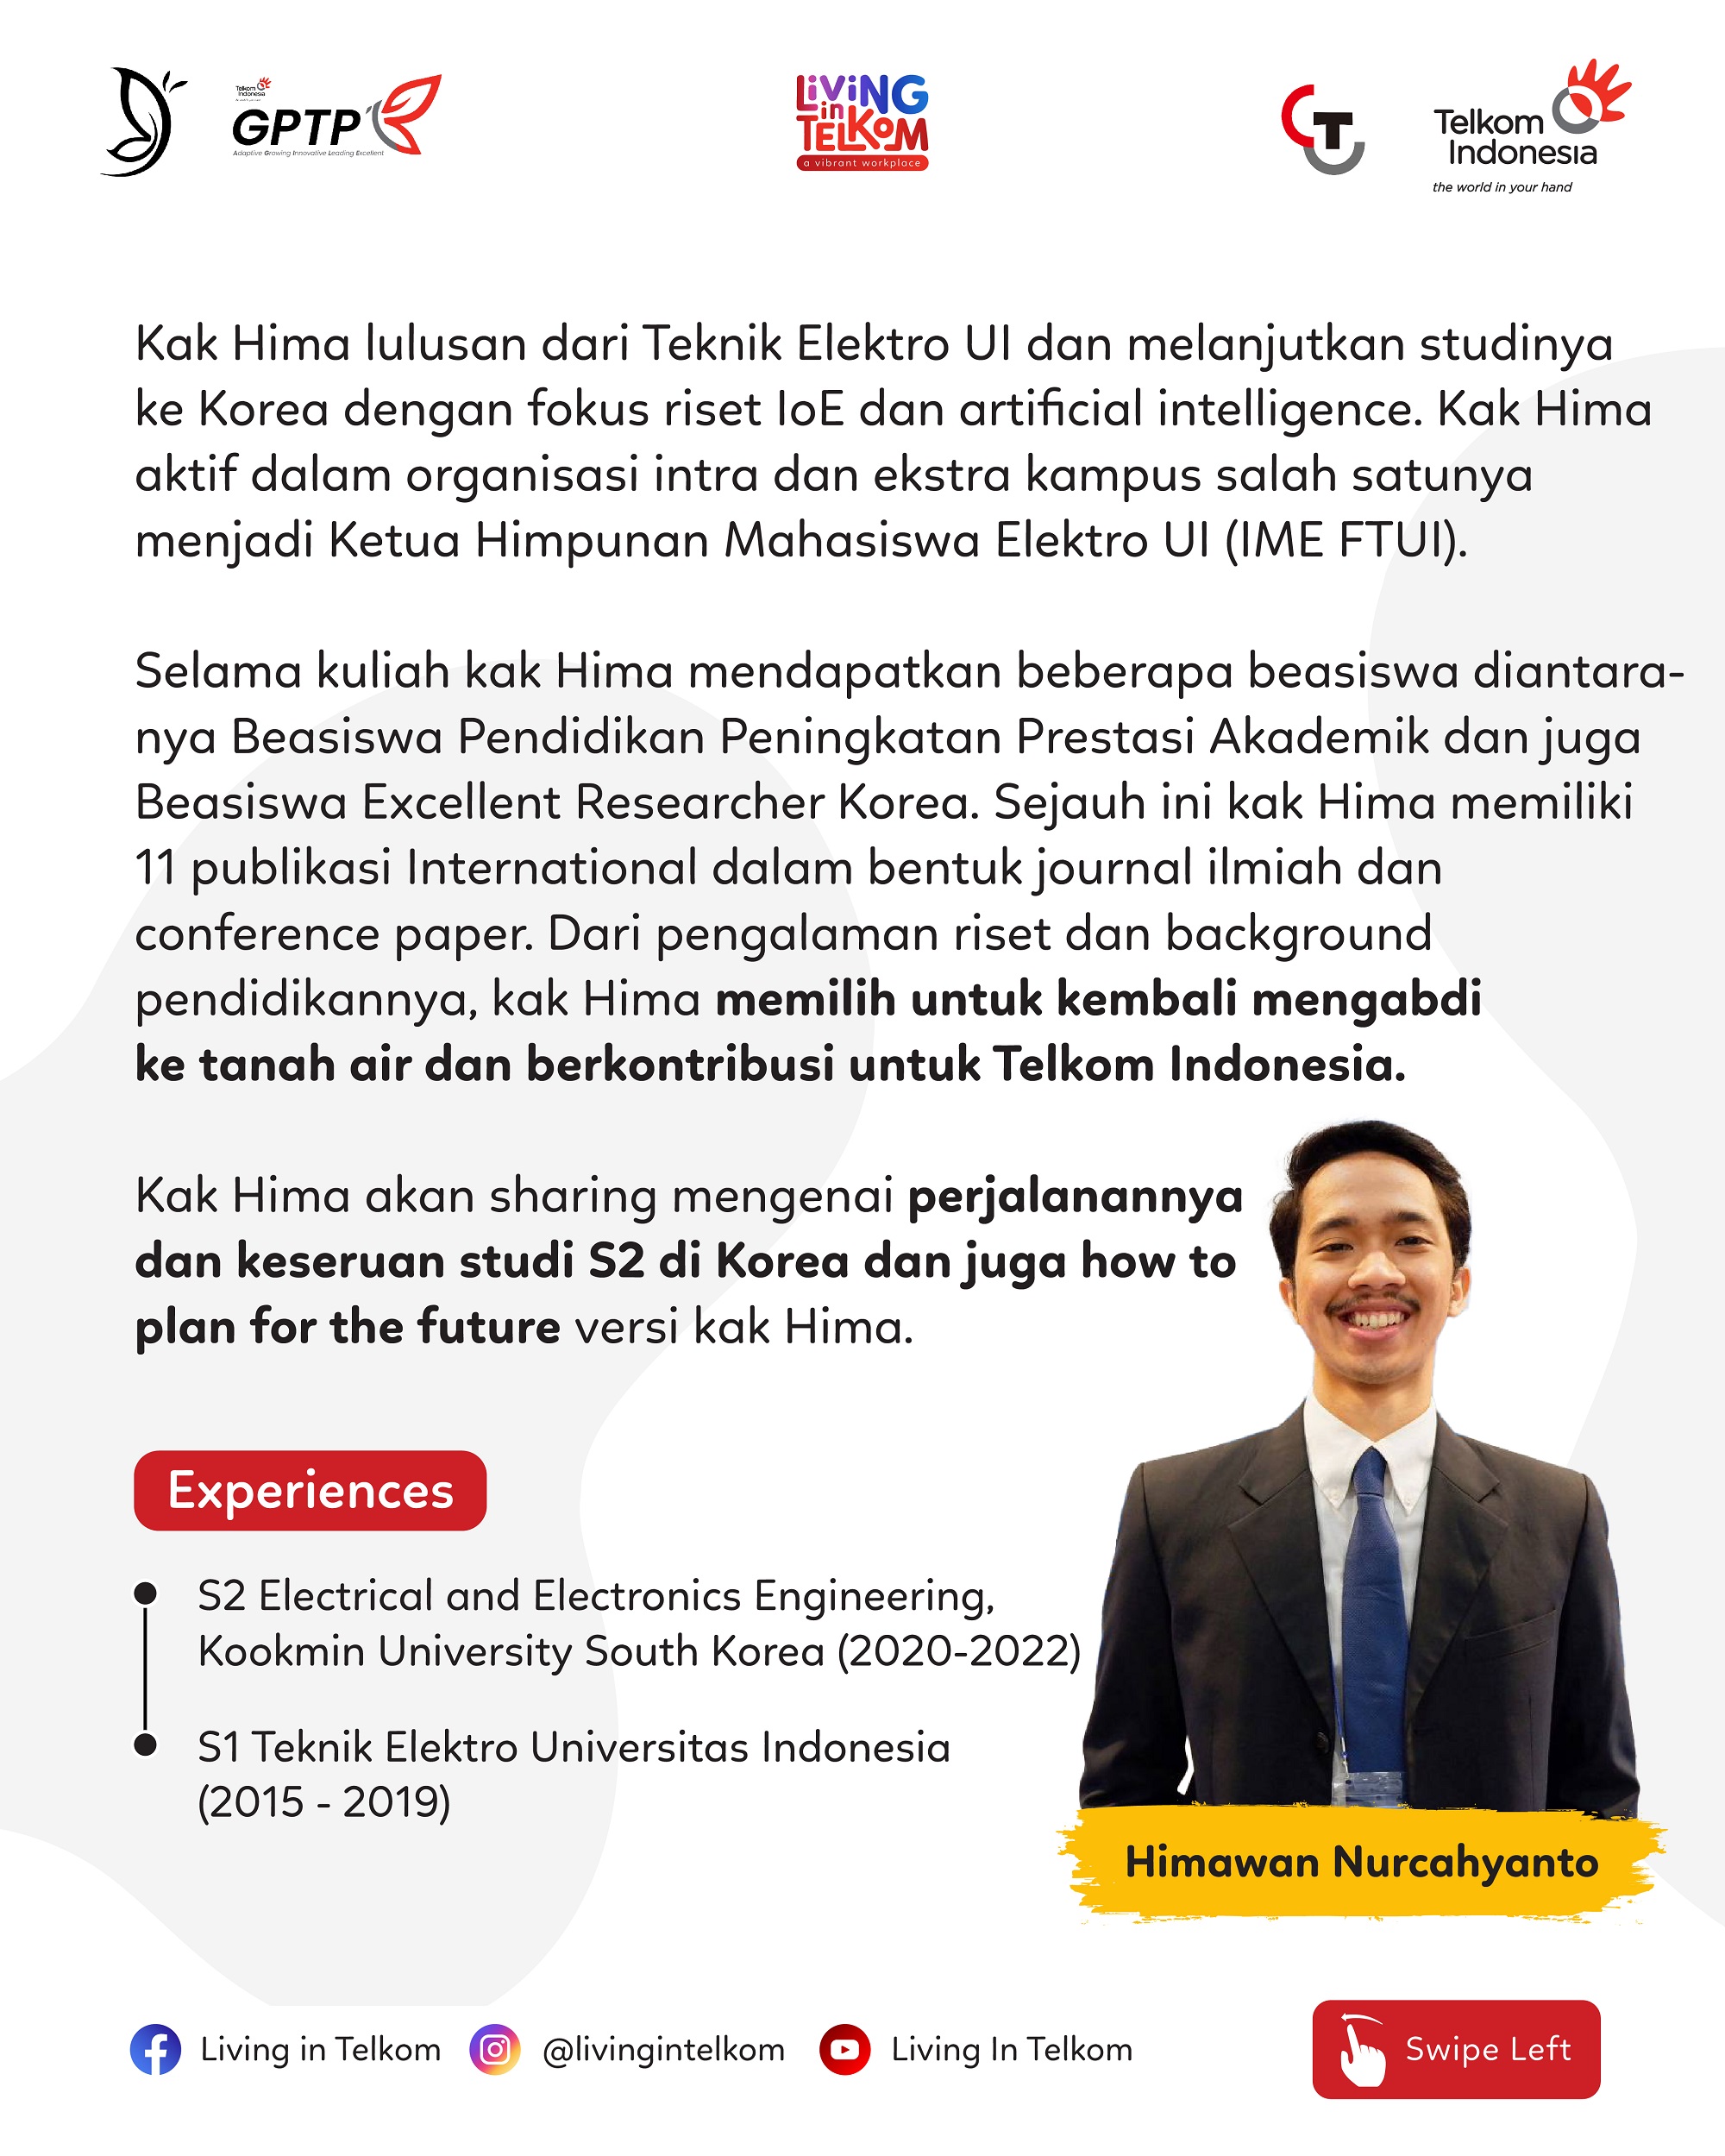 Telkom
Indonesia
GPTP
Adaptive Growing Innovative Leading Excellent
LiViNG
in
TELKOM
a vibrant workplace
CT
Telkom
Indonesia
the world in your hand
Kak Hima lulusan dari Teknik Elektro UI dan melanjutkan studinya
ke Korea dengan fokus riset IoE dan artificial intelligence. Kak Hima
aktif dalam organisasi intra dan ekstra kampus salah satunya
menjadi Ketua Himpunan Mahasiswa Elektro UI (IME FTUI).
Selama kuliah kak Hima mendapatkan beberapa beasiswa diantara-
nya Beasiswa Pendidikan Peningkatan Prestasi Akademik dan juga
Beasiswa Excellent Researcher Korea. Sejauh ini kak Hima memiliki
11 publikasi International dalam bentuk journal ilmiah dan
conference paper. Dari pengalaman riset dan background
pendidikannya, kak Hima memilih untuk kembali mengabdi
ke tanah air dan berkontribusi untuk Telkom Indonesia.
Kak Hima akan sharing mengenai perjalanannya
dan keseruan studi S2 di Korea dan juga how to
plan for the future versi kak Hima.
Experiences
S2 Electrical and Electronics Engineering,
Kookmin University South Korea (2020-2022)
S1 Teknik Elektro Universitas Indonesia
(2015 - 2019)
Himawan Nurcahyanto
Living in Telkom
@livingintelkom
Living In Telkom
Swipe Left